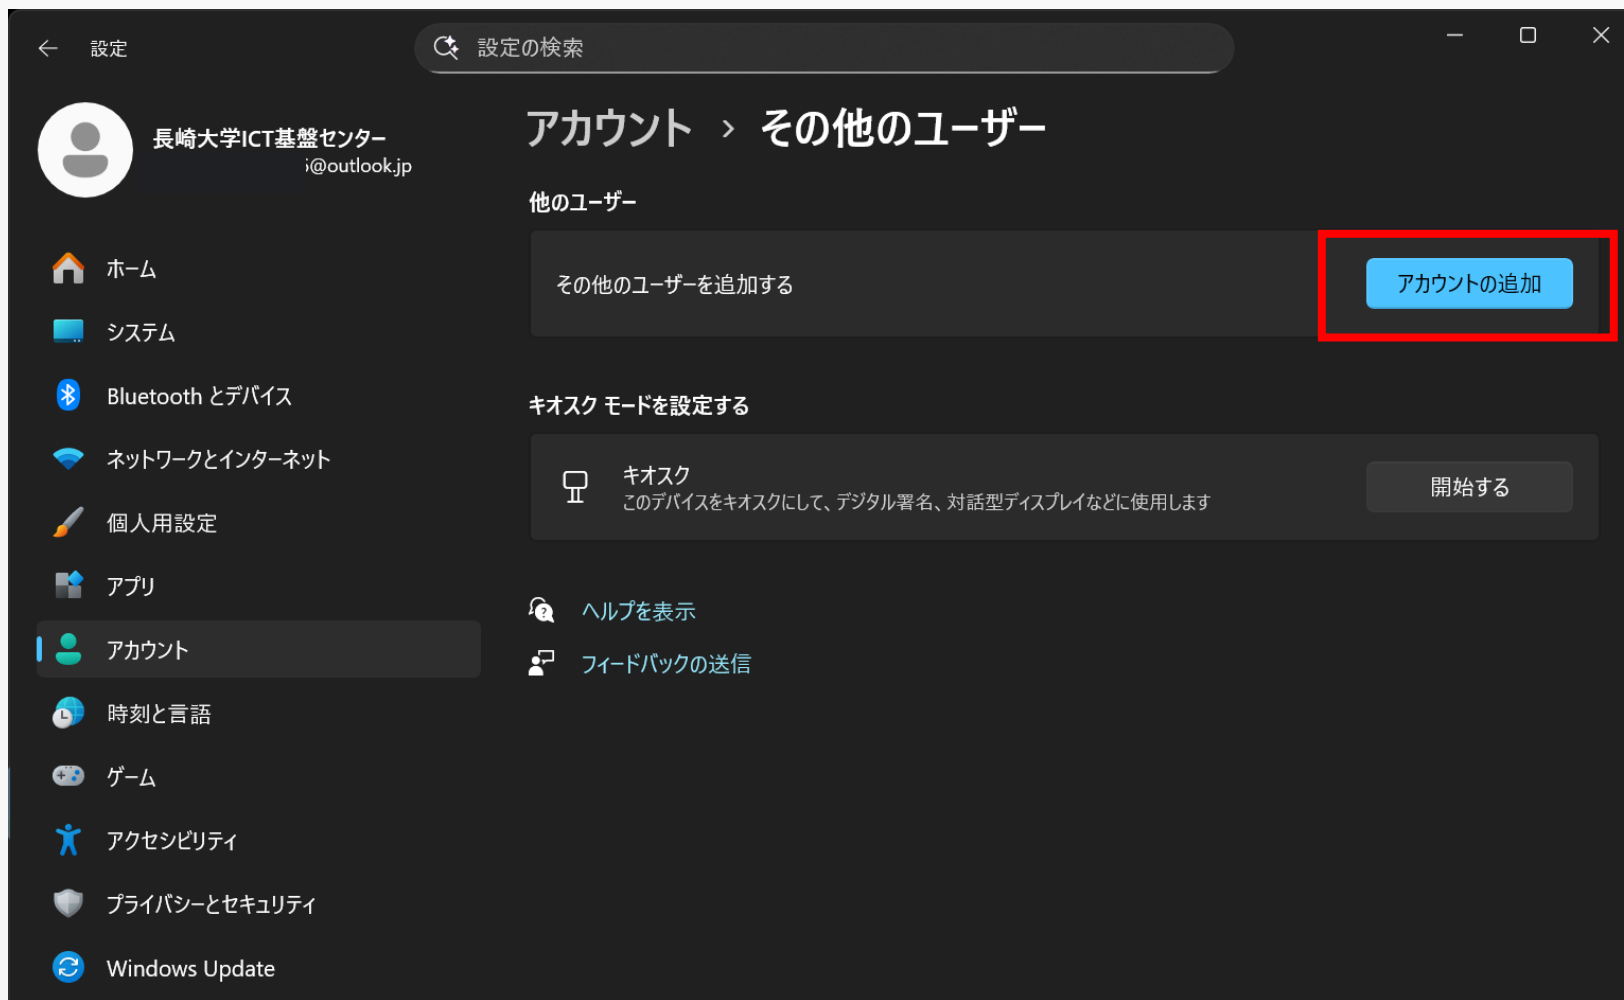 設定
設定の検索
長崎大学ICT基盤センター
@outlook.jp
ホーム
システム
Bluetooth とデバイス
ネットワークとインターネット
個人用設定
アプリ
アカウント
時刻と言語
ゲーム
アクセシビリティ
プライバシーとセキュリティ
Windows Update
アカウント › その他のユーザー
他のユーザー
その他のユーザーを追加する
アカウントの追加
キオスク モードを設定する
キオスク
このデバイスをキオスクにして、デジタル署名、対話型ディスプレイなどに使用します
開始する
ヘルプを表示
フィードバックの送信